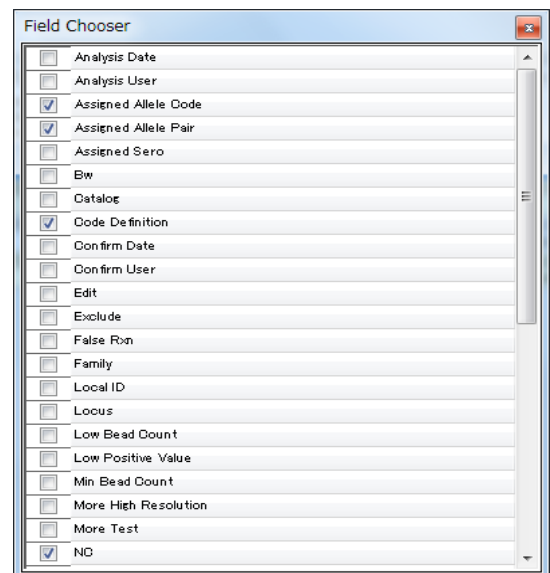 Field Chooser
Analysis Date
Analysis User
Assigned Allele Code
Assigned Allele Pair
Assigned Sero
Bw
Catalog
Code Definition
Confirm Date
Confirm User
Edit
Exclude
False Rxn
Family
Local ID
Locus
Low Bead Count
Low Positive Value
Min Bead Count
More High Resolution
More Test
NC